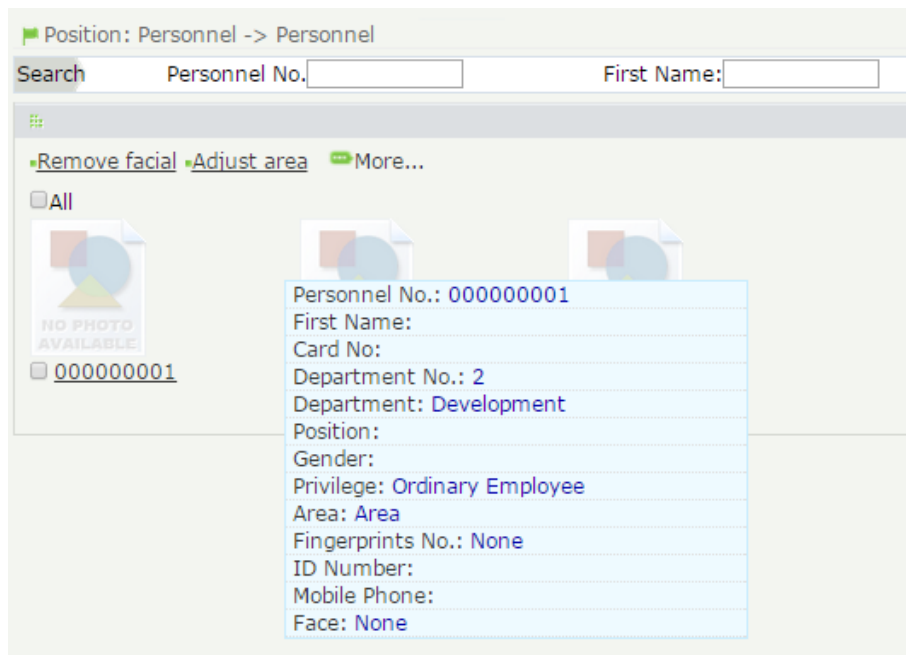 Position: Personnel -> Personnel
Search Personnel No. First Name:
Remove facial Adjust area More...
All
NO PHOTO
AVAILABLE
000000001
Personnel No.: 000000001
First Name:
Card No:
Department No.: 2
Department: Development
Position:
Gender:
Privilege: Ordinary Employee
Area: Area
Fingerprints No.: None
ID Number:
Mobile Phone:
Face: None